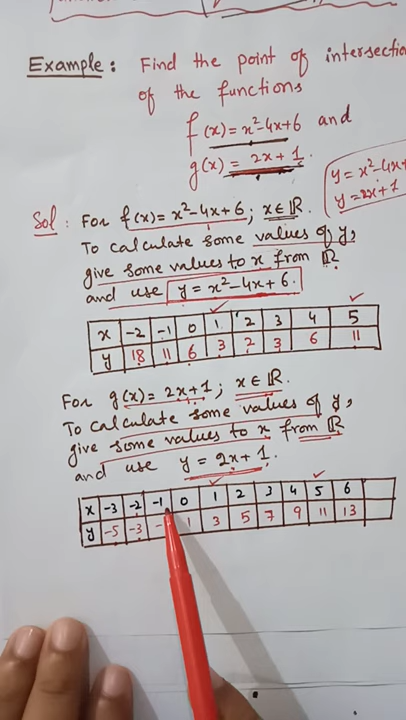 Example: Find the point of intersection
of the functions
f(x) = x²-4x+6 and
g(x) = 2x+1.
y = x²-4x+
y = 2x+1
Sol: For f(x) = x²-4x+6; x∈ℝ.
To calculate some values of y,
give some values to x from ℝ
and use y = x²-4x+6.
x -2 -1 0 1 2 3 4 5
y 18 11 6 3 2 3 6 11
For g(x) = 2x+1; x∈ℝ.
To calculate some values of y,
give some values to x from ℝ
and use y = 2x+1.
x -3 -2 -1 0 1 2 3 4 5 6
y -5 -3 - 1 3 5 7 9 11 13